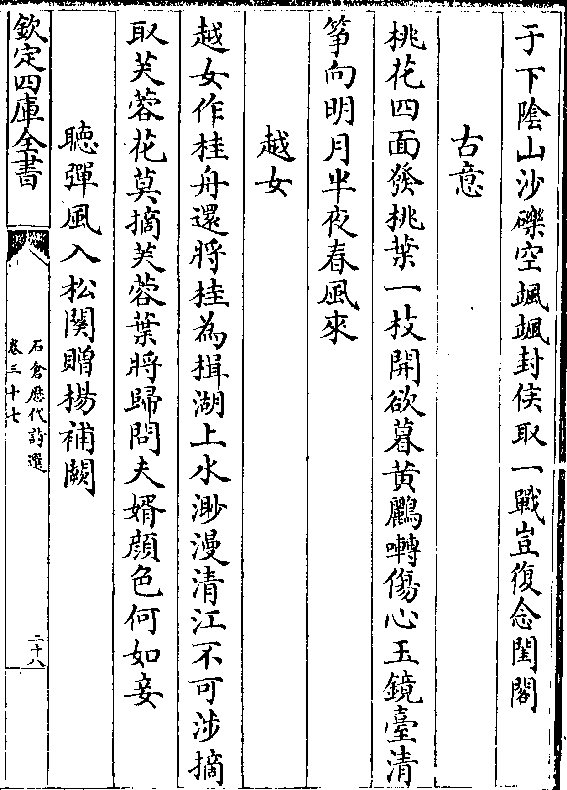 于下陰山沙礫空颯颯封侯取一戰豈復念閨閣
古意
桃花四面發桃葉一枝開欲暮黃鸝囀傷心玉鏡臺清
筝向明月半夜春風來
越女
越女作桂舟還將桂為揖湖上水渺漫清江不可涉摘
取芙蓉花莫摘芙蓉葉將歸問夫婿顔色何如妾
聽彈風入松闋贈揚補闕
欽定四庫全書
石倉歷代詩選
卷三十七
二十八